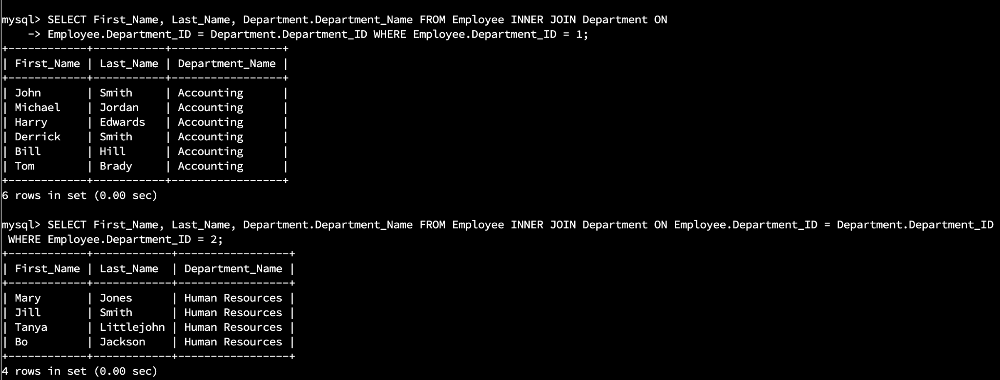 mysql> SELECT First_Name, Last_Name, Department.Department_Name FROM Employee INNER JOIN Department ON
    -> Employee.Department_ID = Department.Department_ID WHERE Employee.Department_ID = 1;
+------------+-----------+-----------------+
| First_Name | Last_Name | Department_Name |
+------------+-----------+-----------------+
| John       | Smith     | Accounting      |
| Michael    | Jordan    | Accounting      |
| Harry      | Edwards   | Accounting      |
| Derrick    | Smith     | Accounting      |
| Bill       | Hill      | Accounting      |
| Tom        | Brady     | Accounting      |
+------------+-----------+-----------------+
6 rows in set (0.00 sec)

mysql> SELECT First_Name, Last_Name, Department.Department_Name FROM Employee INNER JOIN Department ON Employee.Department_ID = Department.Department_ID
 WHERE Employee.Department_ID = 2;
+------------+------------+-----------------+
| First_Name | Last_Name  | Department_Name |
+------------+------------+-----------------+
| Mary       | Jones      | Human Resources |
| Jill       | Smith      | Human Resources |
| Tanya      | Littlejohn | Human Resources |
| Bo         | Jackson    | Human Resources |
+------------+------------+-----------------+
4 rows in set (0.00 sec)